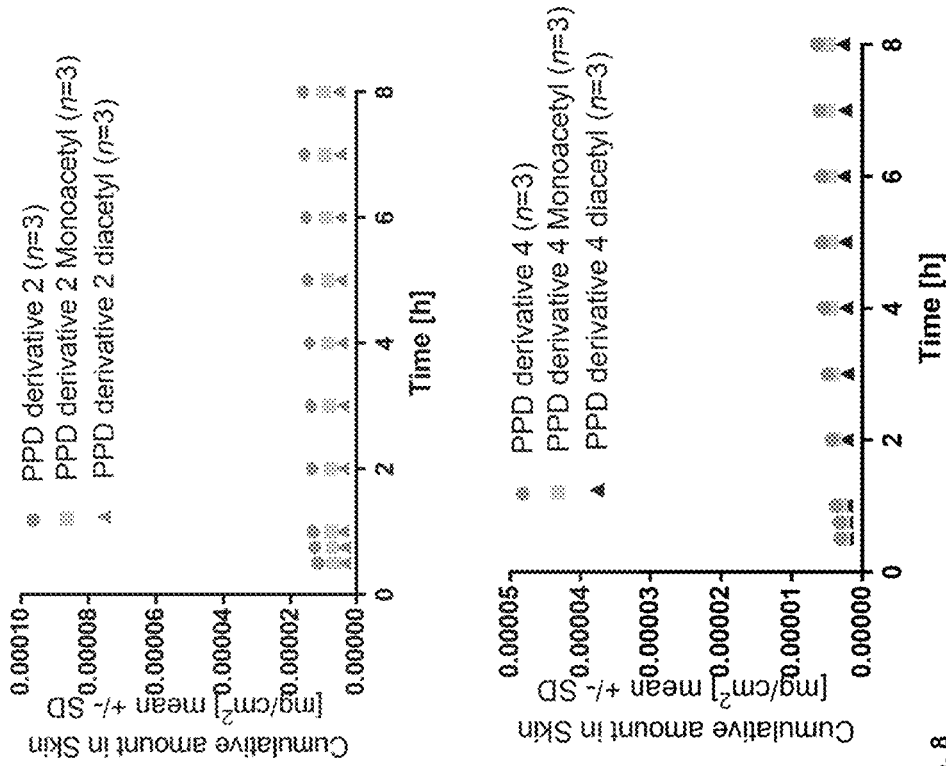 Cumulative amount in Skin
[mg/cm²] mean +/- SD
0.00010
0.00008
0.00006
0.00004
0.00002
0.00000
PPD derivative 2 (n=3)
PPD derivative 2 Monoacetyl (n=3)
PPD derivative 2 diacetyl (n=3)
0 2 4 6 8
Time [h]
Cumulative amount in Skin
[mg/cm²] mean +/- SD
0.00005
0.00004
0.00003
0.00002
0.00001
0.00000
PPD derivative 4 (n=3)
PPD derivative 4 Monoacetyl (n=3)
PPD derivative 4 diacetyl (n=3)
0 2 4 6 8
Time [h]
8